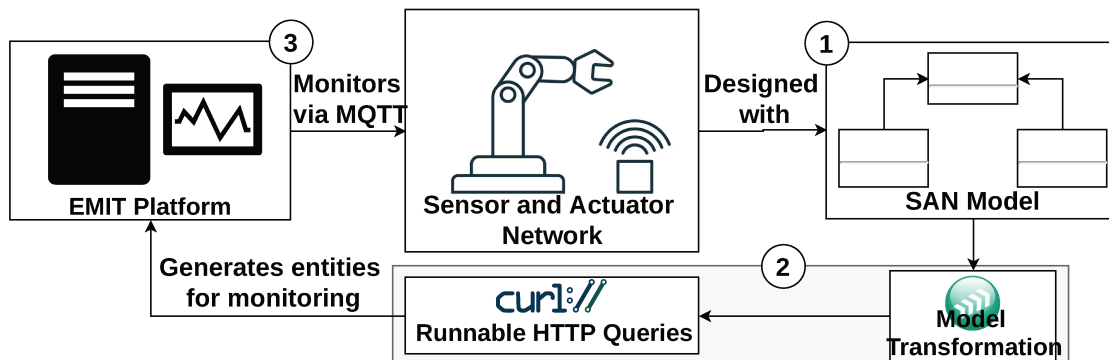 3
1
Monitors
via MQTT
Designed
with
EMIT Platform
Sensor and Actuator
Network
SAN Model
Generates entities
for monitoring
2
curl://
Runnable HTTP Queries
Model
Transformation